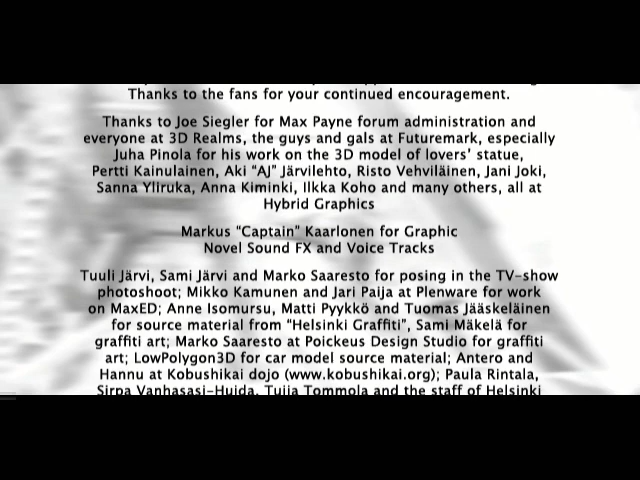 Thanks to the fans for your continued encouragement.
Thanks to Joe Siegler for Max Payne forum administration and
everyone at 3D Realms, the guys and gals at Futuremark, especially
Juha Pinola for his work on the 3D model of lovers' statue,
Pertti Kainulainen, Aki "AJ" Järvilehto, Risto Vehviläinen, Jani Joki,
Sanna Yliruka, Anna Kiminki, Ilkka Koho and many others, all at
Hybrid Graphics
Markus "Captain" Kaarlonen for Graphic
Novel Sound FX and Voice Tracks
Tuuli Järvi, Sami Järvi and Marko Saaresto for posing in the TV-show
photoshoot; Mikko Kamunen and Jari Paija at Plenware for work
on MaxED; Anne Isomursu, Matti Pyykkö and Tuomas Jääskeläinen
for source material from "Helsinki Graffiti", Sami Mäkelä for
graffiti art; Marko Saaresto at Poickeus Design Studio for graffiti
art; LowPolygon3D for car model source material; Antero and
Hannu at Kobushikai dojo (www.kobushikai.org); Paula Rintala,
Sirpa Vanhasasi-Huida, Tuija Tommola and the staff of Helsinki